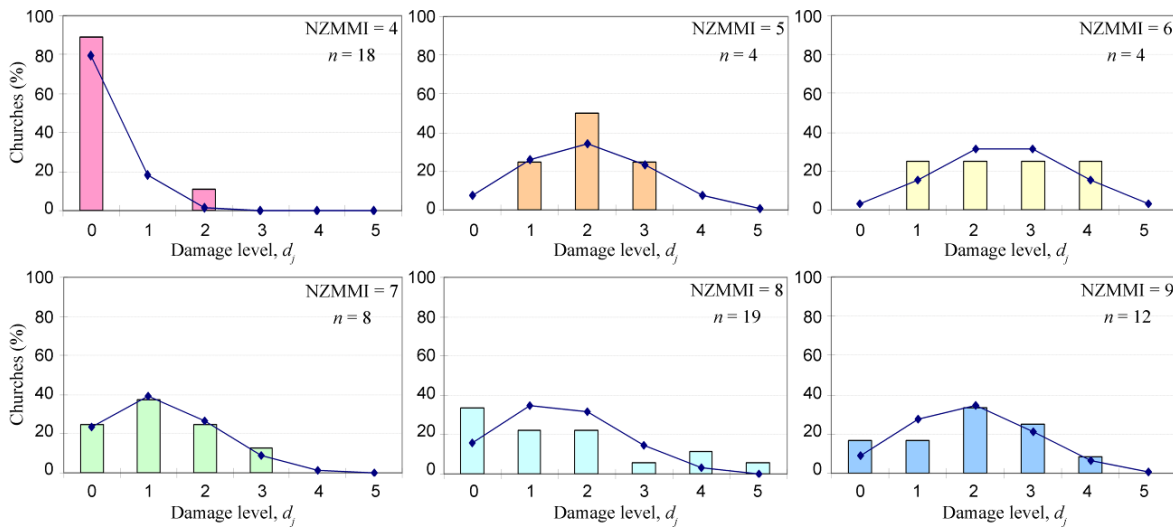 100
80
60
40
20
0
Churches (%)
NZMMI = 4
n = 18
0 1 2 3 4 5
Damage level, dj
100
80
60
40
20
0
NZMMI = 5
n = 4
0 1 2 3 4 5
Damage level, dj
100
80
60
40
20
0
NZMMI = 6
n = 4
0 1 2 3 4 5
Damage level, dj
100
80
60
40
20
0
Churches (%)
NZMMI = 7
n = 8
0 1 2 3 4 5
Damage level, dj
100
80
60
40
20
0
NZMMI = 8
n = 19
0 1 2 3 4 5
Damage level, dj
100
80
60
40
20
0
NZMMI = 9
n = 12
0 1 2 3 4 5
Damage level, dj